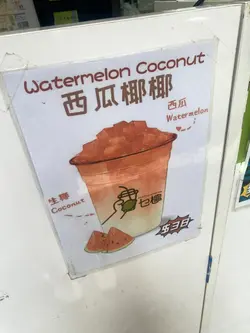 Watermelon Coconut
西瓜椰椰
西瓜
Watermelon
生椰
Coconut